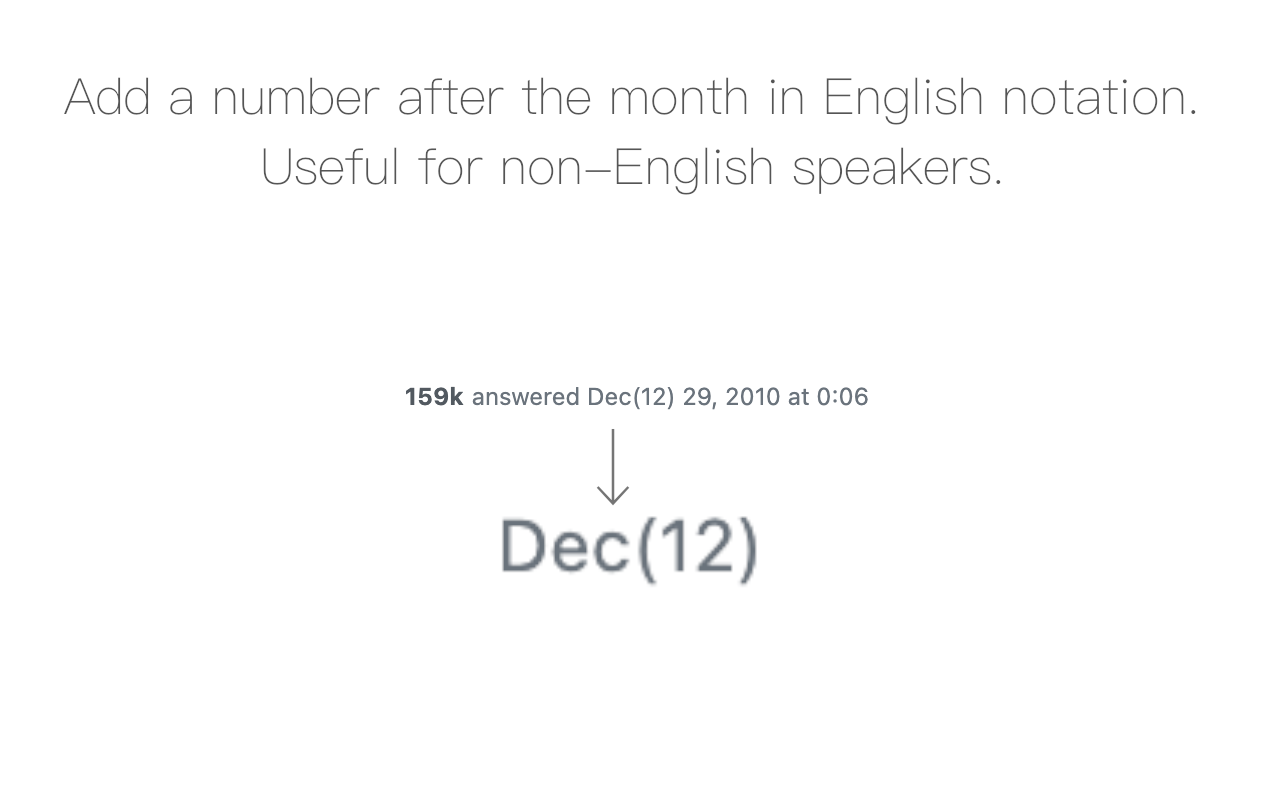 Add a number after the month in English notation.
Useful for non–English speakers.
159k answered Dec(12) 29, 2010 at 0:06
Dec(12)